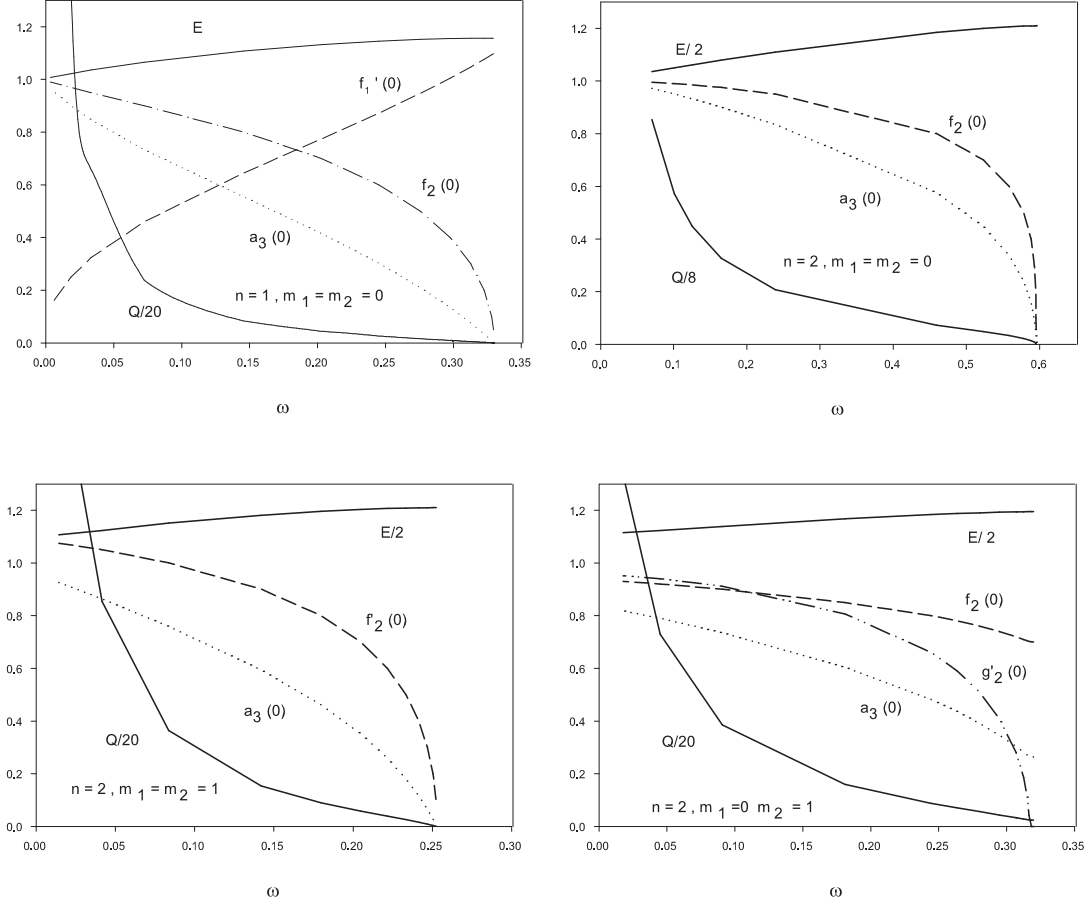 1.2
1.0
0.8
0.6
0.4
0.2
0.0
E
f1'(0)
f2(0)
a3(0)
Q/20
n = 1 , m1 = m2 = 0
0.00 0.05 0.10 0.15 0.20 0.25 0.30 0.35
ω
1.2
1.0
0.8
0.6
0.4
0.2
0.0
E/ 2
f2(0)
a3(0)
Q/8
n = 2 , m1 = m2 = 0
0.0 0.1 0.2 0.3 0.4 0.5 0.6
ω
1.2
1.0
0.8
0.6
0.4
0.2
0.0
E/2
f'2(0)
a3(0)
Q/20
n = 2 , m1 = m2 = 1
0.00 0.05 0.10 0.15 0.20 0.25 0.30
ω
1.2
1.0
0.8
0.6
0.4
0.2
0.0
E/ 2
f2(0)
g'2(0)
a3(0)
Q/20
n = 2 , m1 =0 m2 = 1
0.00 0.05 0.10 0.15 0.20 0.25 0.30 0.35
ω